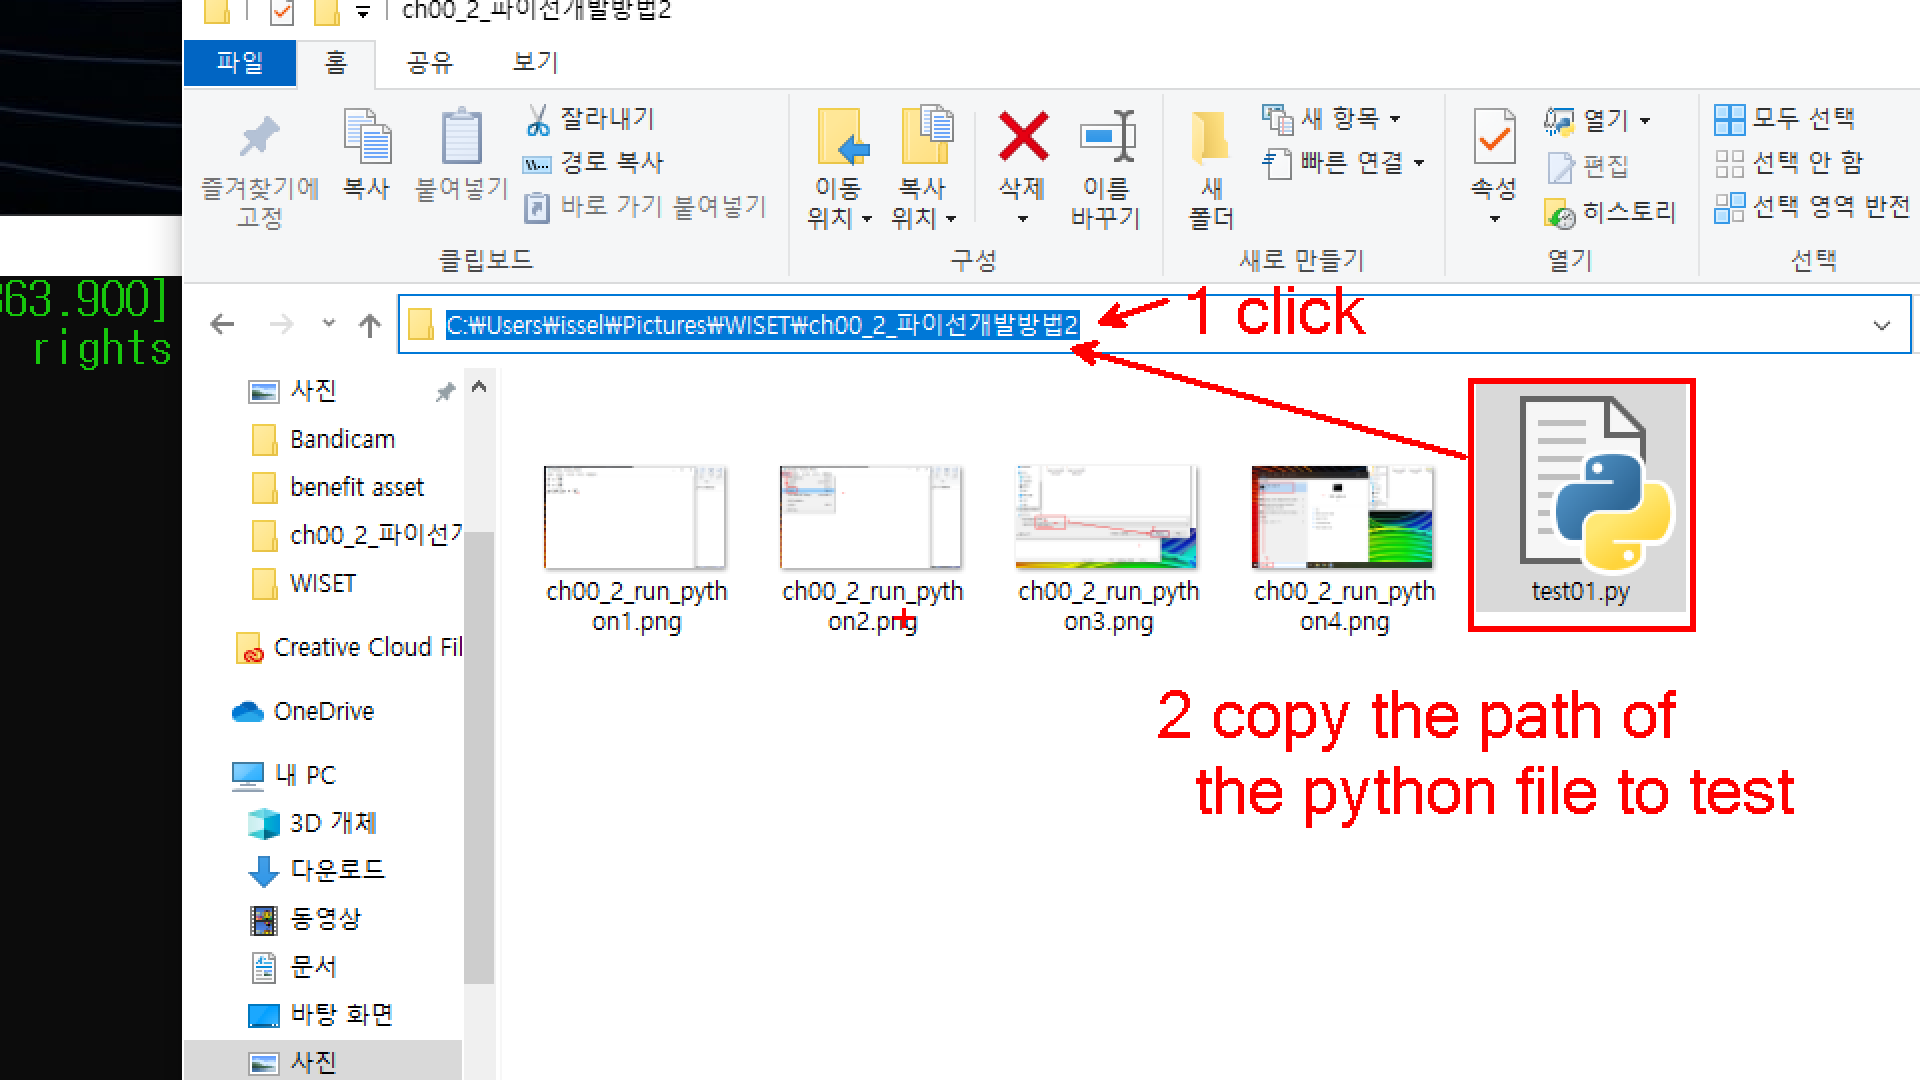 ch00_2_파이선개발방법2
파일 홈 공유 보기
즐겨찾기에
고정
복사
붙여넣기
잘라내기
경로 복사
바로 가기 붙여넣기
클립보드
이동
위치
복사
위치
삭제
이름
바꾸기
구성
새
폴더
새 항목
빠른 연결
새로 만들기
속성
열기
편집
히스토리
열기
모두 선택
선택 안 함
선택 영역 반전
선택
63.900]
rights
C:₩Users₩issel₩Pictures₩WISET₩ch00_2_파이선개발방법2
1 click
사진
Bandicam
benefit asset
ch00_2_파이선가
WISET
Creative Cloud Fil
OneDrive
내 PC
3D 개체
다운로드
동영상
문서
바탕 화면
사진
ch00_2_run_pyth
on1.png
ch00_2_run_pyth
on2.png
ch00_2_run_pyth
on3.png
ch00_2_run_pyth
on4.png
test01.py
2 copy the path of
the python file to test